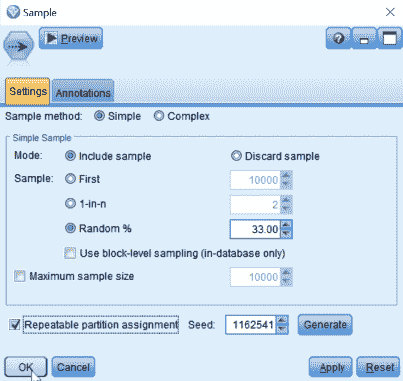 Sample
Preview
?
Settings Annotations
Sample method: Simple Complex
Simple Sample
Mode: Include sample Discard sample
Sample: First 10000
1-in-n 2
Random % 33.00
Use block-level sampling (in-database only)
Maximum sample size 10000
Repeatable partition assignment Seed: 1162541 Generate
OK Cancel Apply Reset